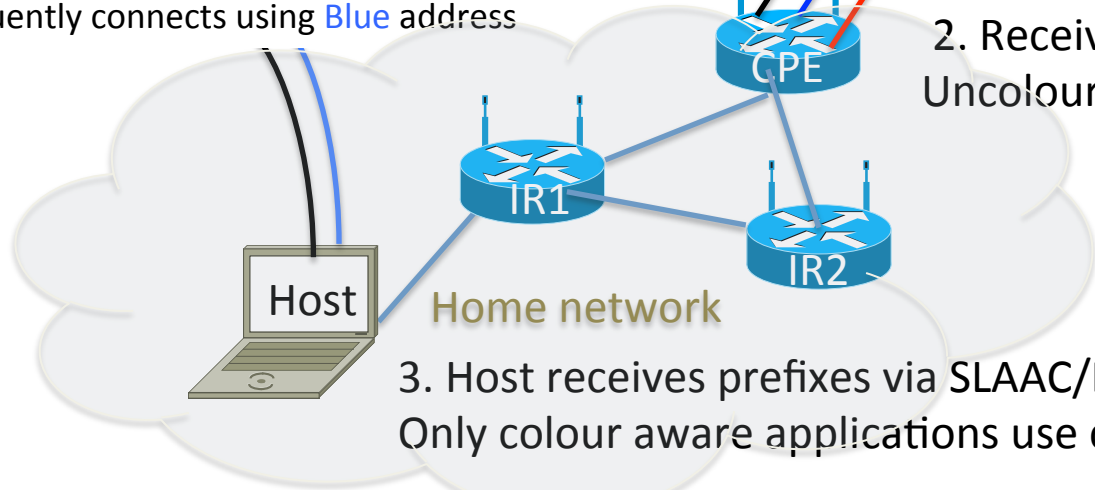 uently connects using Blue address
2. Receiv
CPE
Uncolour
IR1
IR2
Host
Home network
3. Host receives prefixes via SLAAC/
Only colour aware applications use